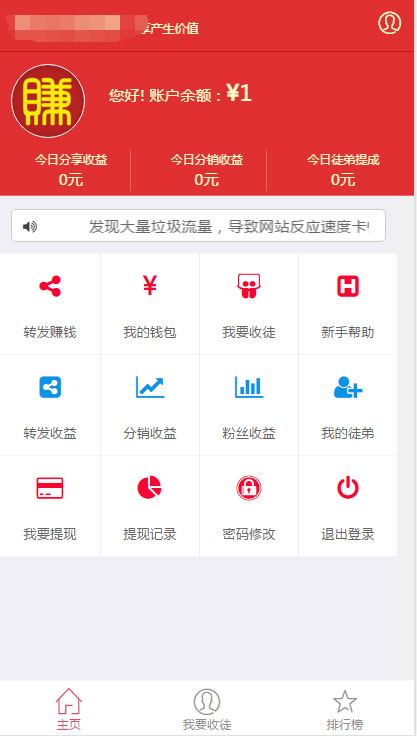 享产生价值
赚
您好! 账户余额：¥1
今日分享收益 今日分销收益 今日徒弟提成
0元 0元 0元
发现大量垃圾流量，导致网站反应速度卡
转发赚钱 我的钱包 我要收徒 新手帮助
转发收益 分销收益 粉丝收益 我的徒弟
我要提现 提现记录 密码修改 退出登录
主页 我要收徒 排行榜